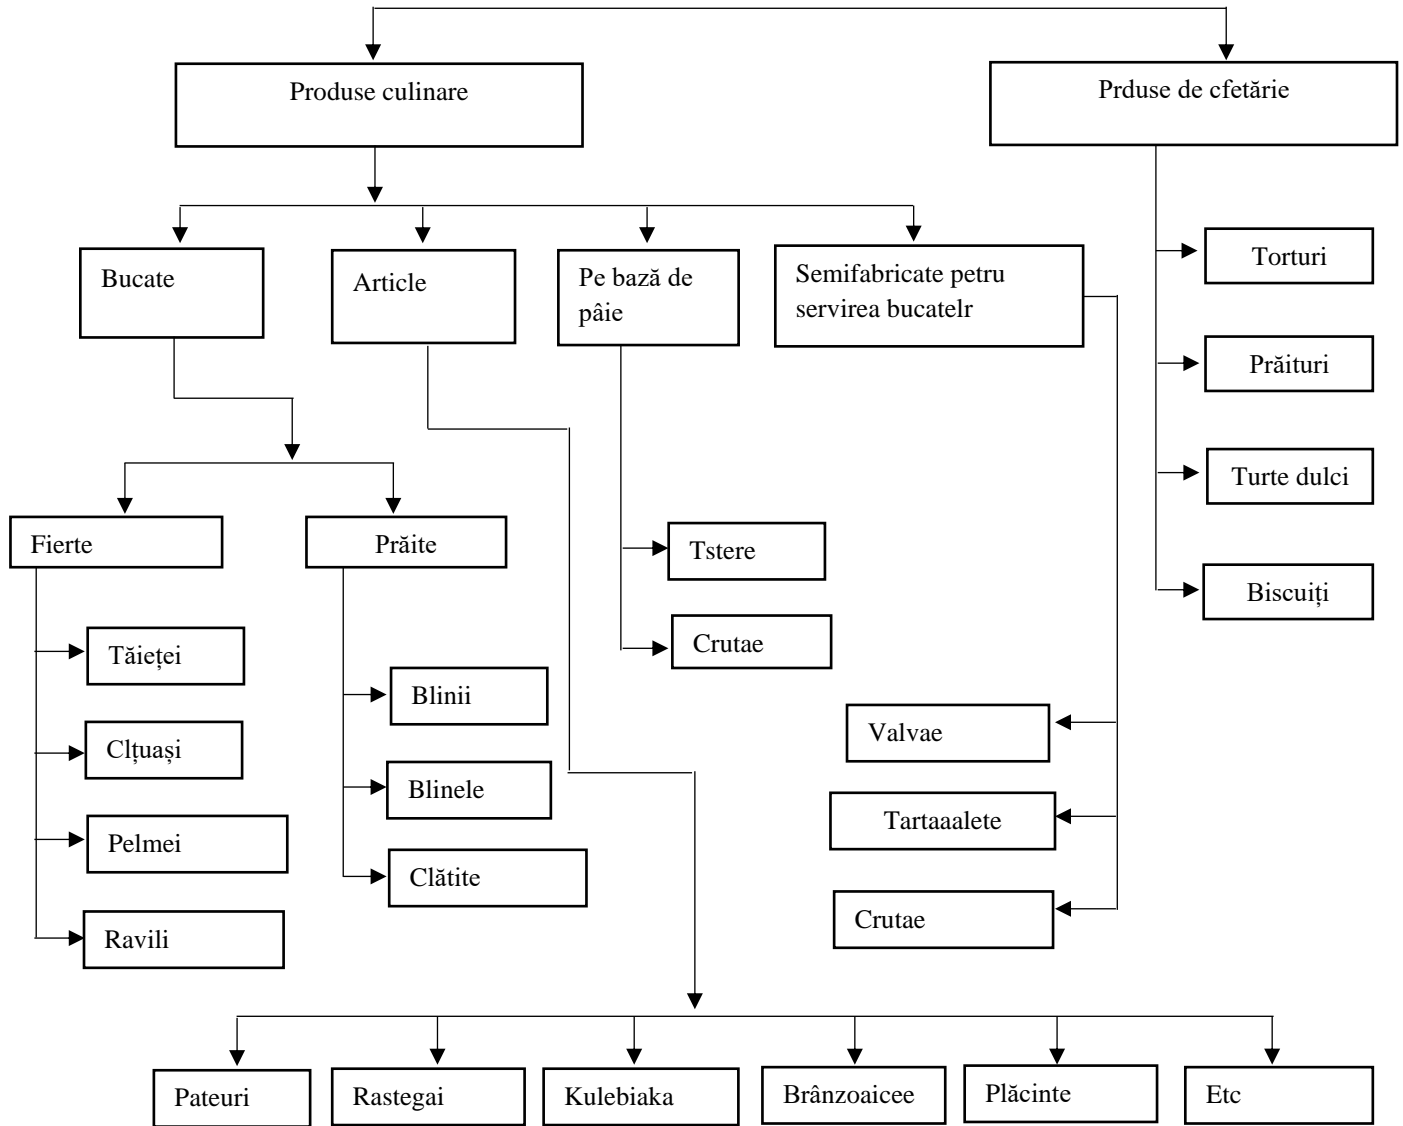 Produse culinare
Prduse de cfetărie
Bucate
Article
Pe bază de
pâie
Semifabricate petru
servirea bucatelr
Torturi
Prăituri
Turte dulci
Biscuiți
Fierte
Prăite
Tstere
Crutae
Tăieței
Clțuași
Pelmei
Ravili
Blinii
Blinele
Clătite
Valvae
Tartaaalete
Crutae
Pateuri
Rastegai
Kulebiaka
Brânzoaicee
Plăcinte
Etc